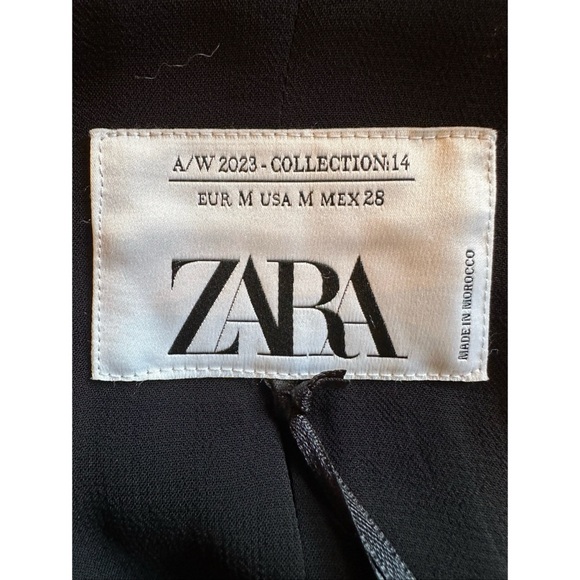 A/W 2023 - COLLECTION:14
EUR M USA M MEX 28
ZARA
MADE IN MOROCCO